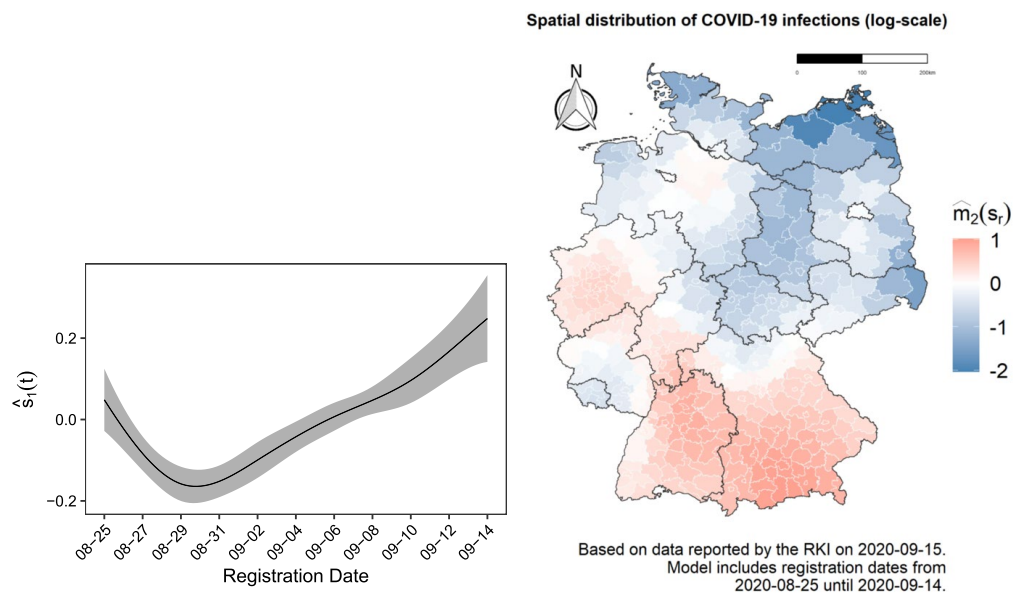 Spatial distribution of COVID-19 infections (log-scale)
N
0 100 200km
m̂₂(sᵣ)
1
0
-1
-2
ŝ₁(t)
0.2
0.0
−0.2
08−25 08−27 08−29 08−31 09−02 09−04 09−06 09−08 09−10 09−12 09−14
Registration Date
Based on data reported by the RKI on 2020-09-15.
Model includes registration dates from
2020-08-25 until 2020-09-14.